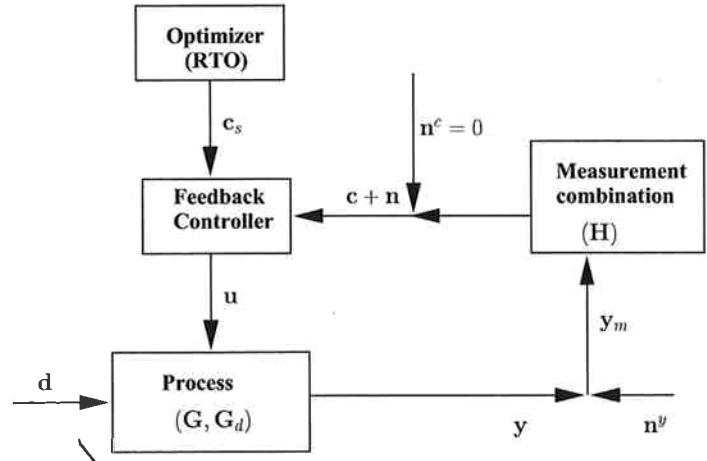 Optimizer
(RTO)
c_s
n^c = 0
Feedback
Controller
c + n
Measurement
combination
(H)
u
y_m
d
Process
(G, G_d)
y
n^y